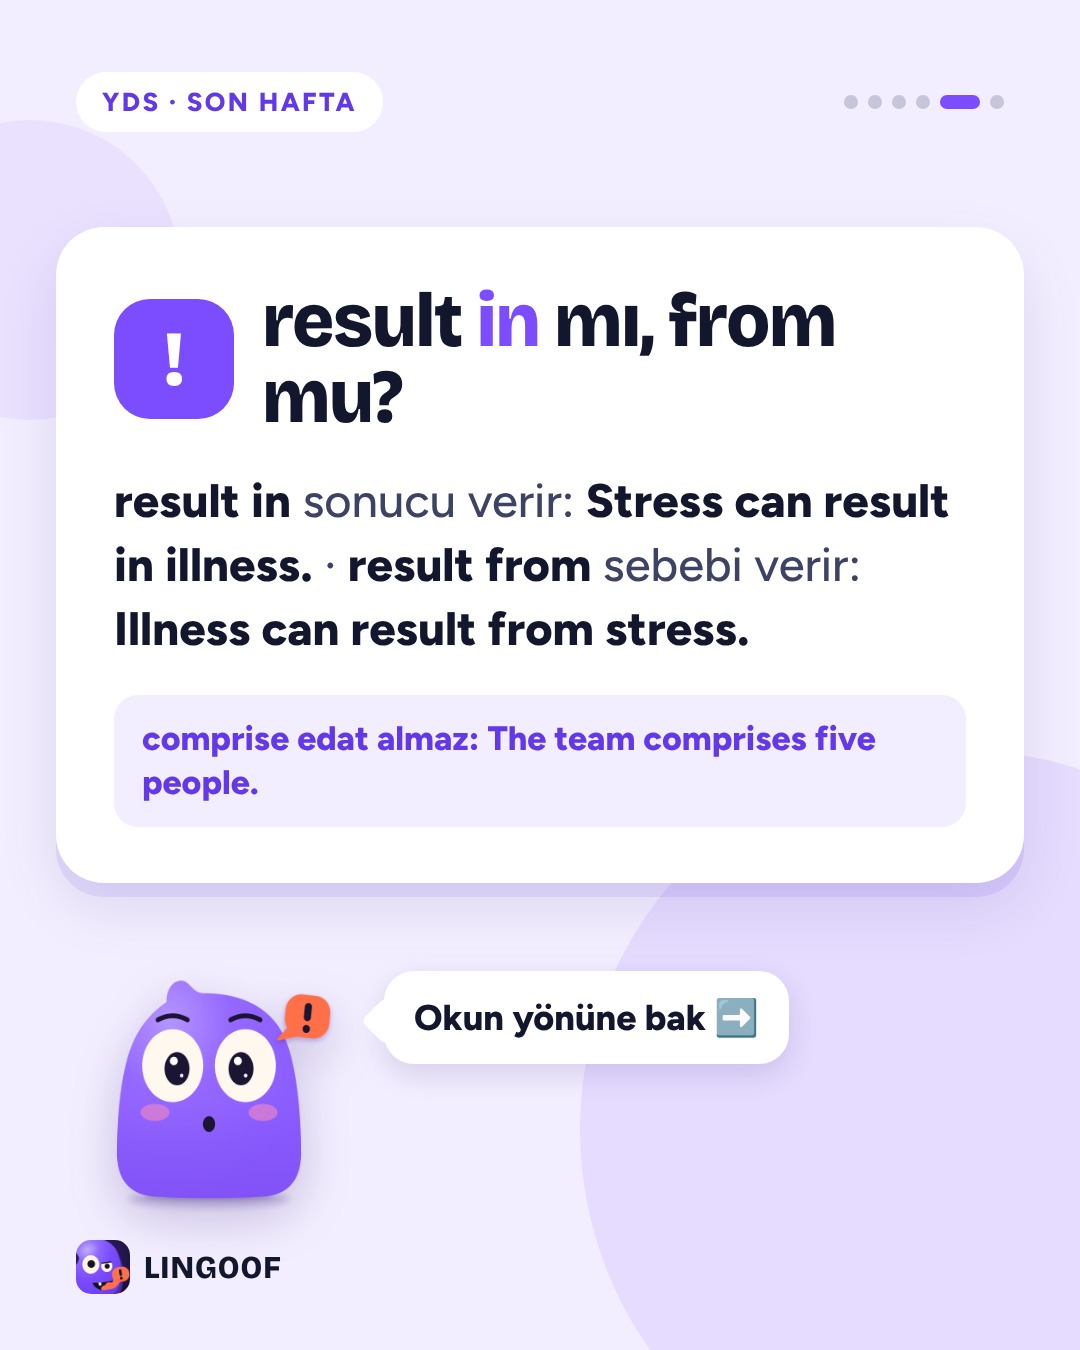 YDS · SON HAFTA
!
result in mı, from
mu?
result in sonucu verir: Stress can result
in illness. · result from sebebi verir:
Illness can result from stress.
comprise edat almaz: The team comprises five
people.
!
Okun yönüne bak ➡️
LINGOOF